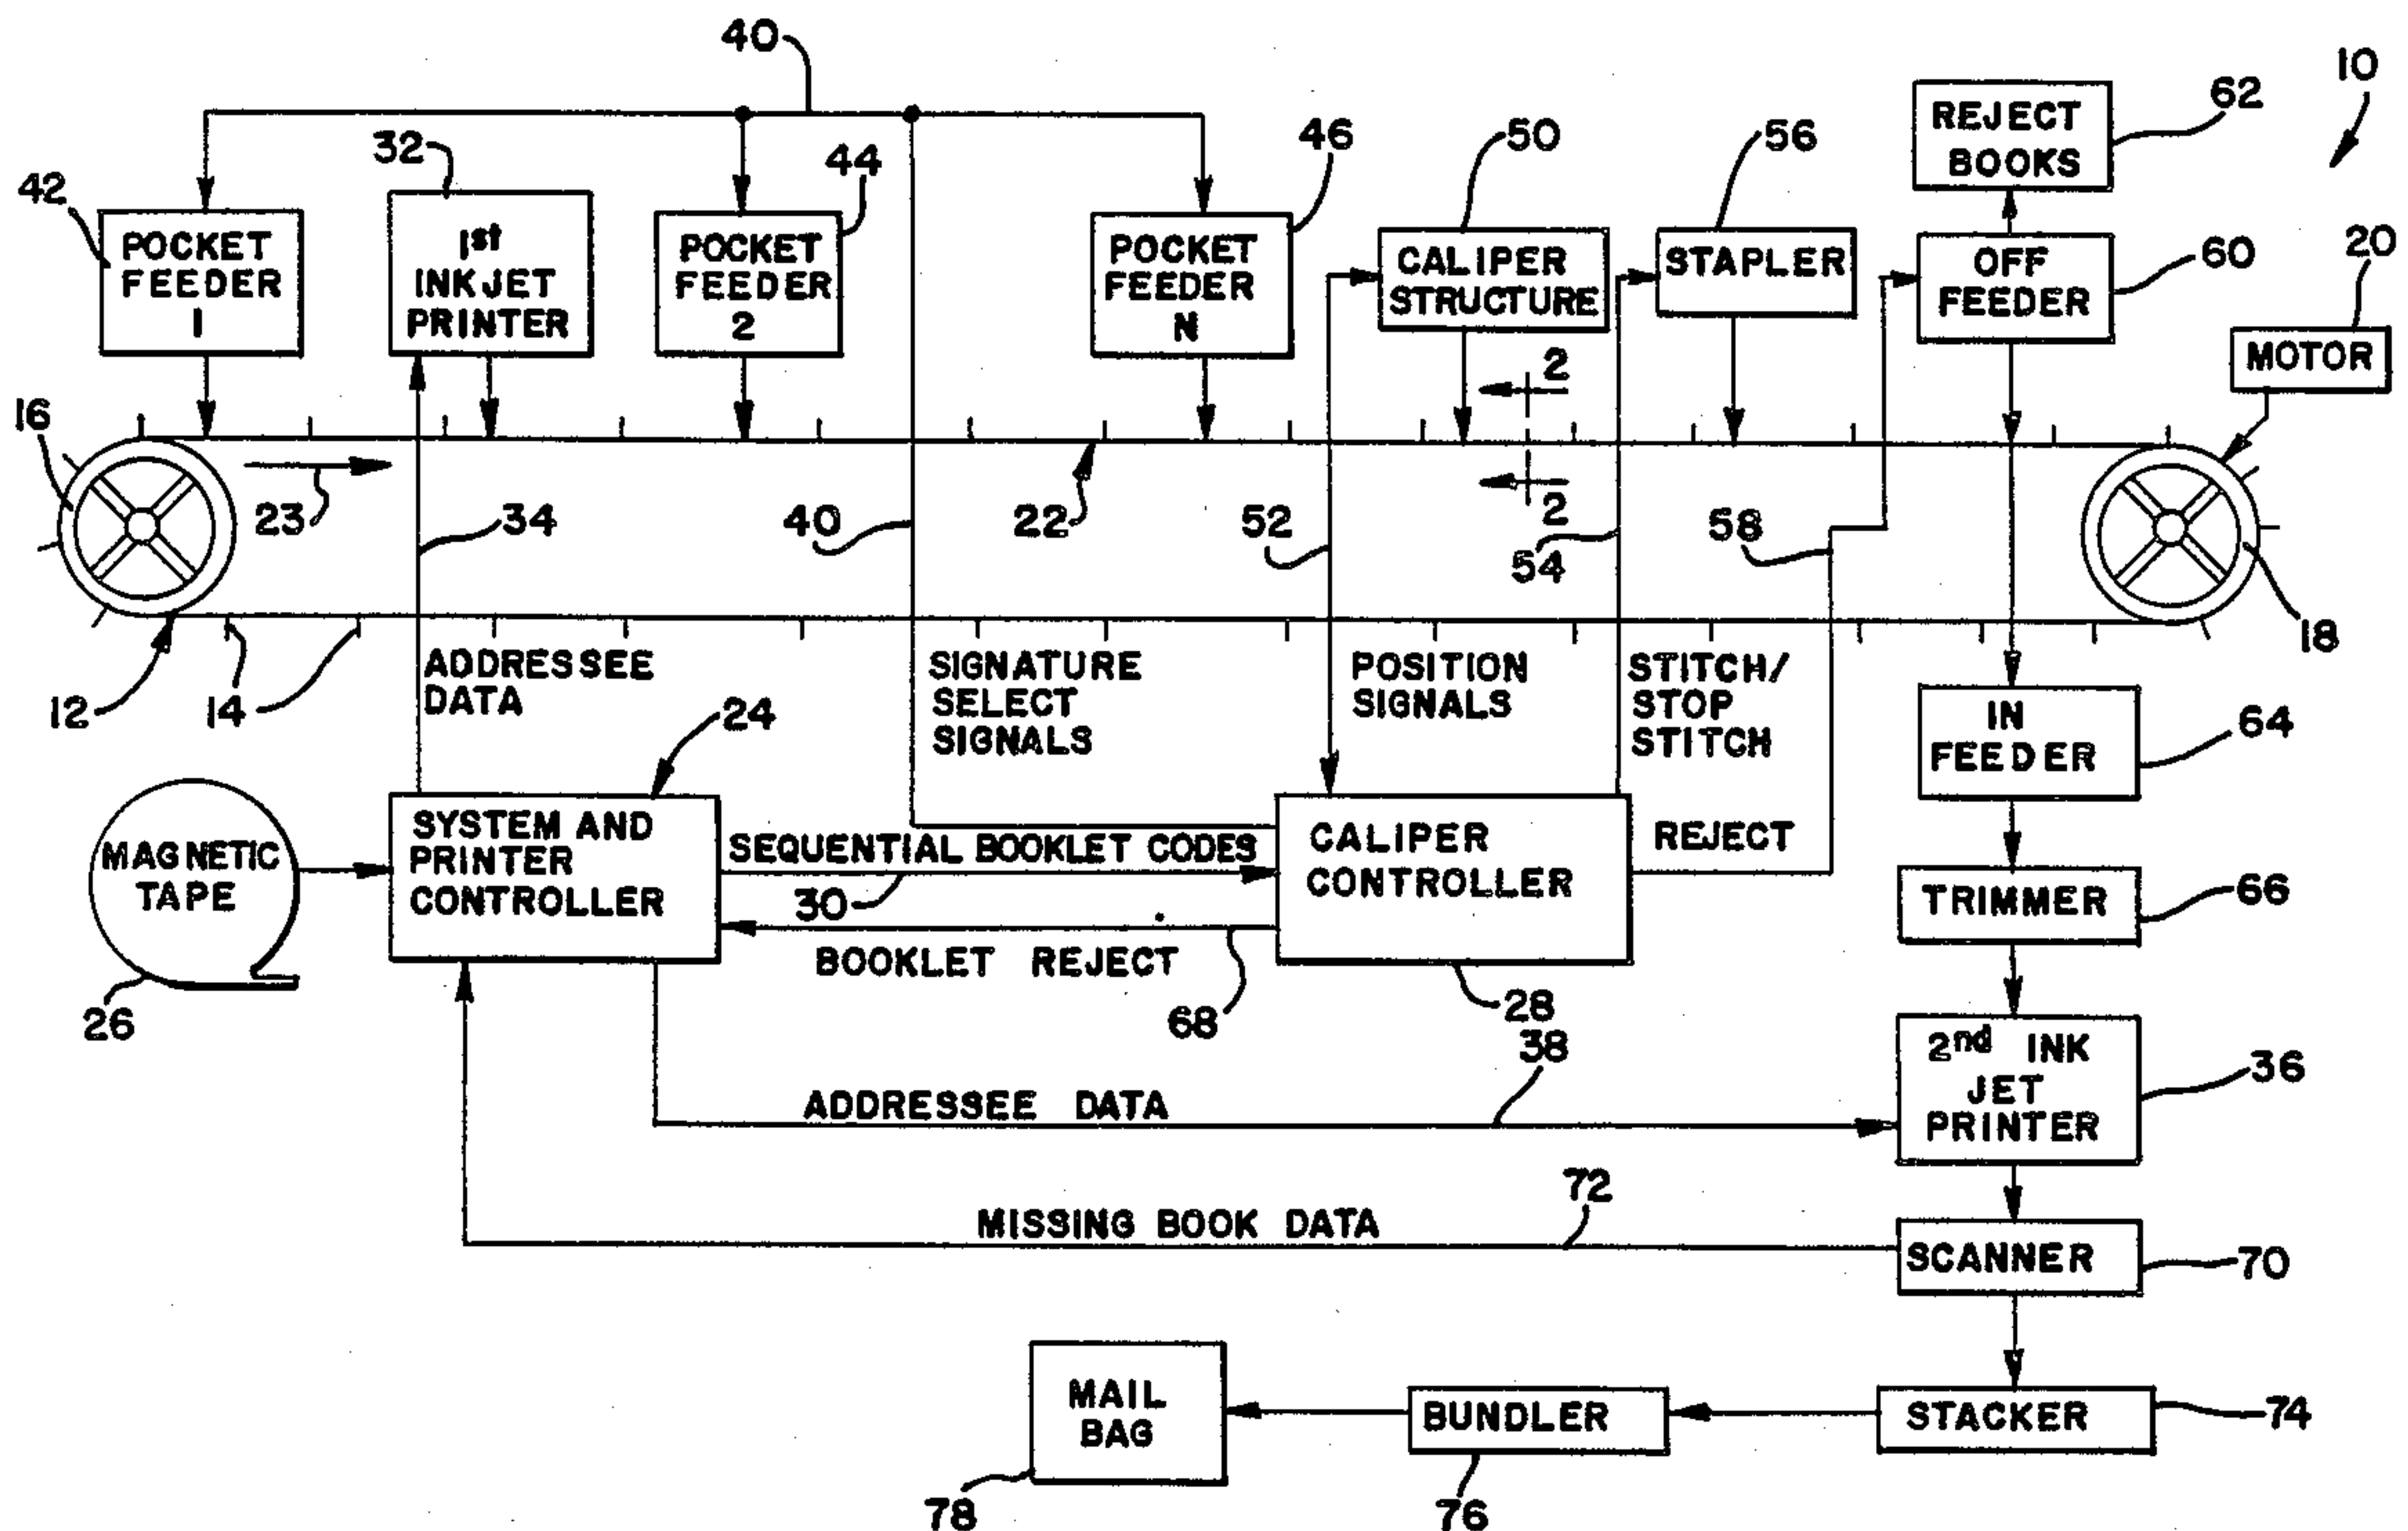 40
10
REJECT
BOOKS
62
32
44
46
50
56
42
POCKET
FEEDER
1
1st
INKJET
PRINTER
POCKET
FEEDER
2
POCKET
FEEDER
N
CALIPER
STRUCTURE
STAPLER
OFF
FEEDER
60
20
MOTOR
2
16
23
34
40
22
52
2
54
58
18
12
14
ADDRESSEE
DATA
24
SIGNATURE
SELECT
SIGNALS
POSITION
SIGNALS
STITCH/
STOP
STITCH
IN
FEEDER
64
MAGNETIC
TAPE
26
SYSTEM AND
PRINTER
CONTROLLER
SEQUENTIAL BOOKLET CODES
30
BOOKLET REJECT
68
CALIPER
CONTROLLER
28
REJECT
TRIMMER
66
38
ADDRESSEE DATA
2nd INK
JET
PRINTER
36
72
MISSING BOOK DATA
SCANNER
70
MAIL
BAG
78
BUNDLER
76
STACKER
74